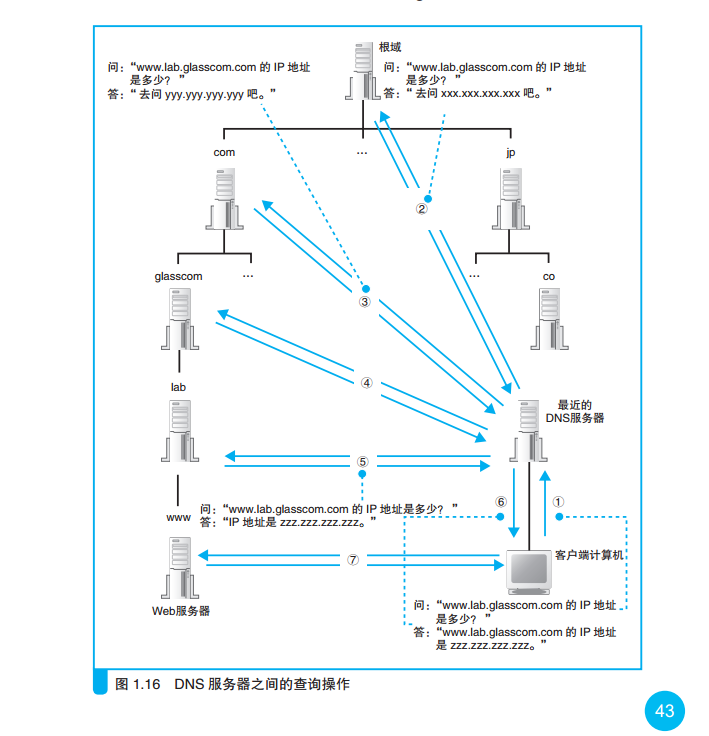 根域
问:“www.lab.glasscom.com 的 IP 地址
是多少? ”
答:“ 去问 yyy.yyy.yyy.yyy 吧。”
问:“www.lab.glasscom.com 的 IP 地址
是多少? ”
答:“ 去问 xxx.xxx.xxx.xxx 吧。”
com
…
jp
②
glasscom
…
…
co
③
④
lab
最近的
DNS服务器
⑤
问:“www.lab.glasscom.com 的 IP 地址是多少? ”
答:“IP 地址是 zzz.zzz.zzz.zzz。”
⑥
①
www
⑦
客户端计算机
Web服务器
问:“www.lab.glasscom.com 的 IP 地址
是多少? ”
答:“www.lab.glasscom.com 的 IP 地址
是 zzz.zzz.zzz.zzz。”
图 1.16 DNS 服务器之间的查询操作
43